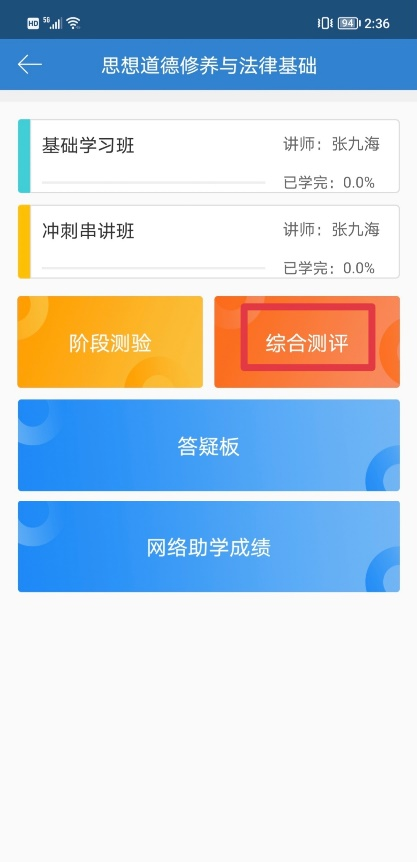 HD 5G 94 2:36
思想道德修养与法律基础
基础学习班
讲师：张九海
已学完：0.0%
冲刺串讲班
讲师：张九海
已学完：0.0%
阶段测验 综合测评
答疑板
网络助学成绩